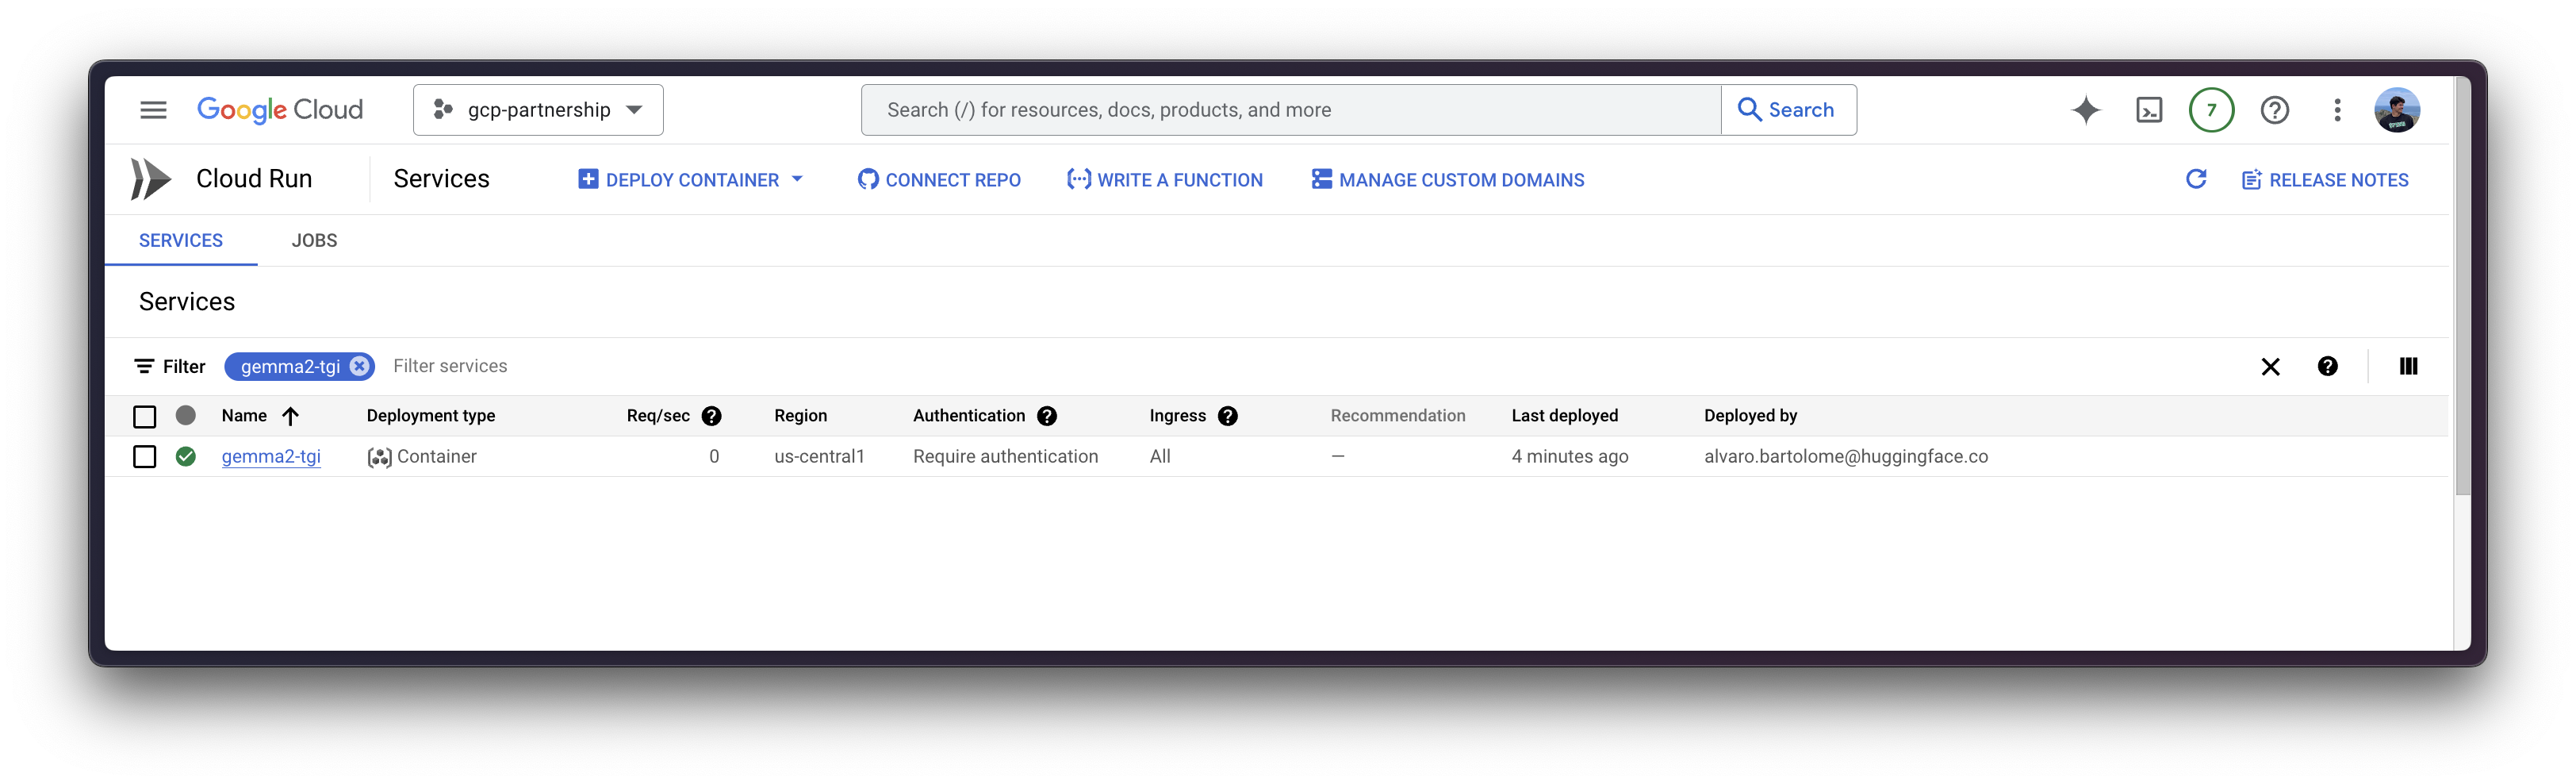 Google Cloud gcp-partnership Search (/) for resources, docs, products, and more Search 7
Cloud Run Services DEPLOY CONTAINER CONNECT REPO WRITE A FUNCTION MANAGE CUSTOM DOMAINS RELEASE NOTES
SERVICES JOBS
Services
Filter gemma2-tgi Filter services
Name Deployment type Req/sec Region Authentication Ingress Recommendation Last deployed Deployed by
gemma2-tgi Container 0 us-central1 Require authentication All — 4 minutes ago alvaro.bartolome@huggingface.co